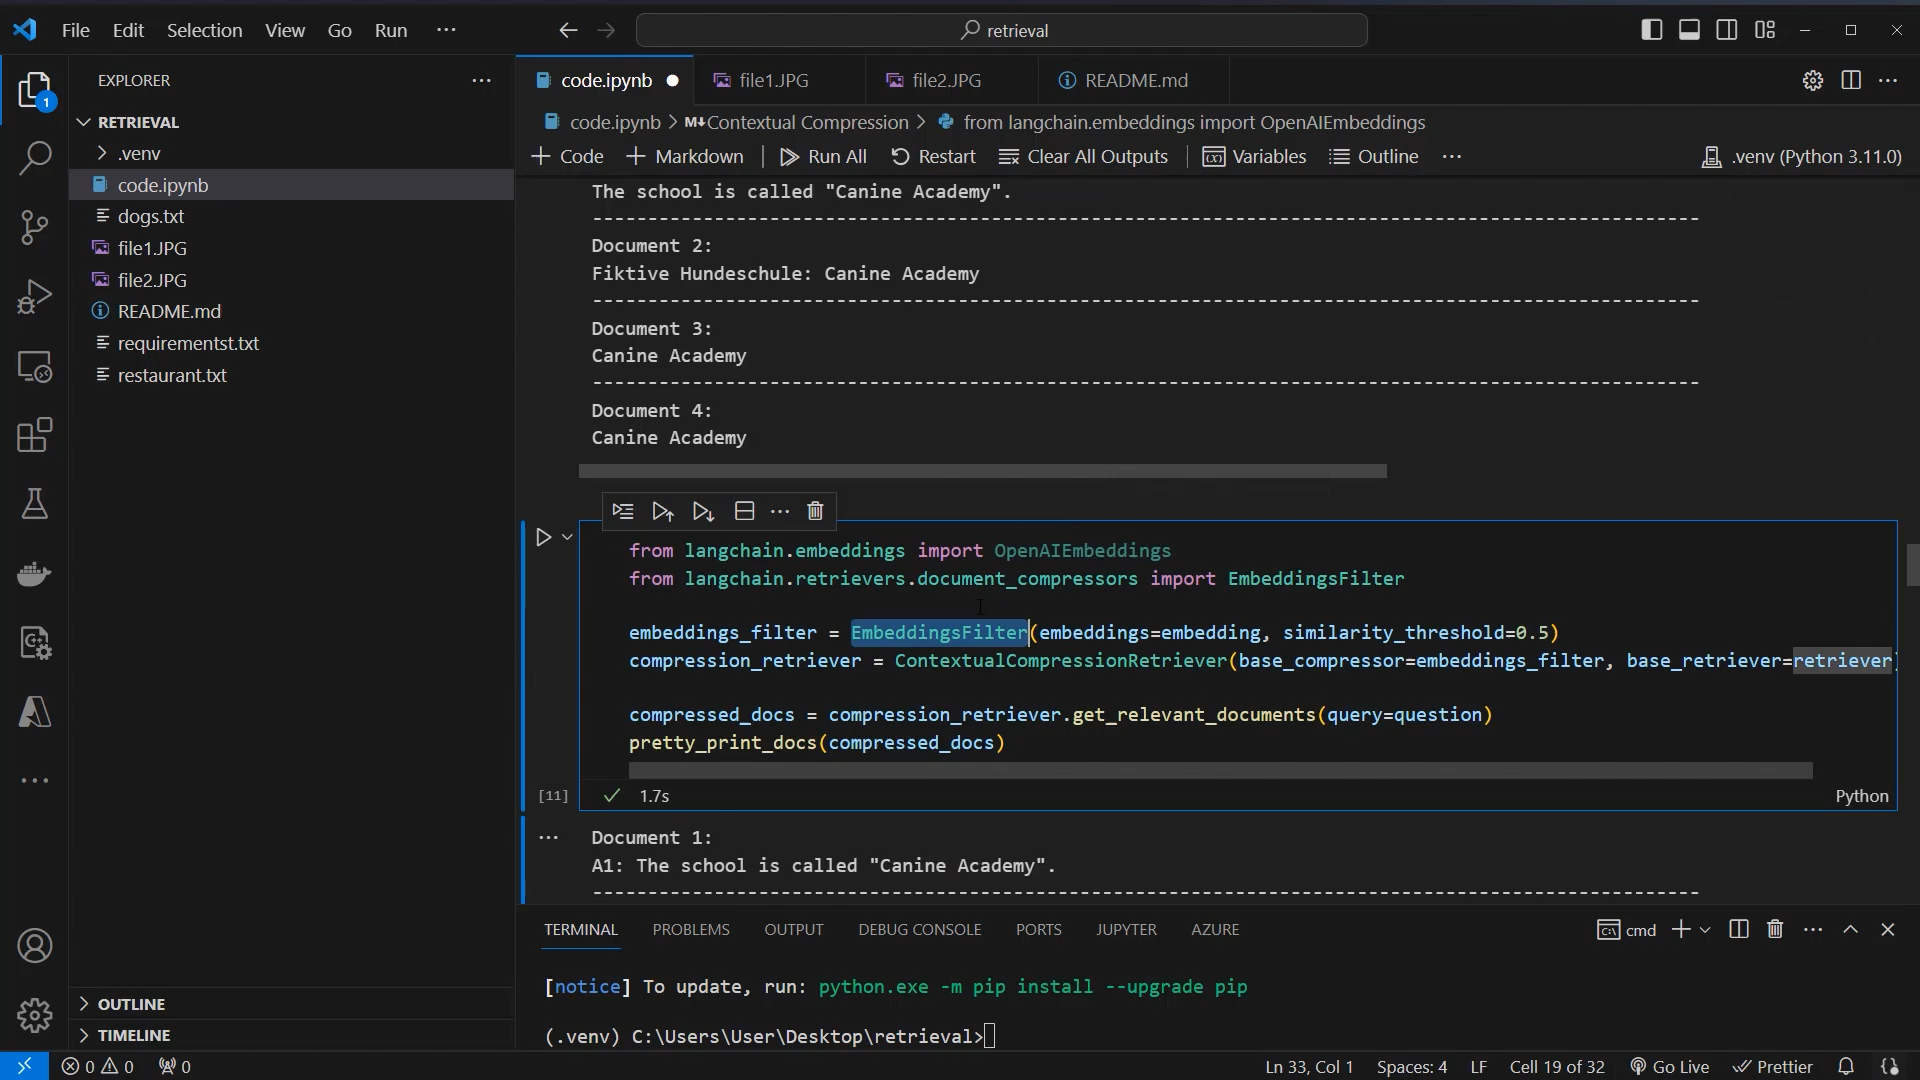 File Edit Selection View Go Run ···
retrieval
EXPLORER
RETRIEVAL
.venv
code.ipynb
dogs.txt
file1.JPG
file2.JPG
README.md
requirementst.txt
restaurant.txt
OUTLINE
TIMELINE
1
code.ipynb file1.JPG file2.JPG README.md
code.ipynb > M↓Contextual Compression > from langchain.embeddings import OpenAIEmbeddings
+ Code + Markdown Run All Restart Clear All Outputs Variables Outline ··· .venv (Python 3.11.0)
The school is called "Canine Academy".
----------------------------------------------------------------------------------------------------
Document 2:
Fiktive Hundeschule: Canine Academy
----------------------------------------------------------------------------------------------------
Document 3:
Canine Academy
----------------------------------------------------------------------------------------------------
Document 4:
Canine Academy
from langchain.embeddings import OpenAIEmbeddings
from langchain.retrievers.document_compressors import EmbeddingsFilter
embeddings_filter = EmbeddingsFilter(embeddings=embedding, similarity_threshold=0.5)
compression_retriever = ContextualCompressionRetriever(base_compressor=embeddings_filter, base_retriever=retriever)
compressed_docs = compression_retriever.get_relevant_documents(query=question)
pretty_print_docs(compressed_docs)
[11] 1.7s Python
Document 1:
A1: The school is called "Canine Academy".
----------------------------------------------------------------------------------------------------
TERMINAL PROBLEMS OUTPUT DEBUG CONSOLE PORTS JUPYTER AZURE cmd
[notice] To update, run: python.exe -m pip install --upgrade pip
(.venv) C:\Users\User\Desktop\retrieval>
0 0 0 Ln 33, Col 1 Spaces: 4 LF Cell 19 of 32 Go Live Prettier